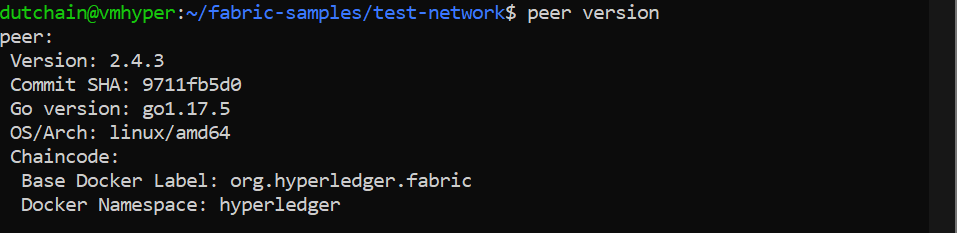 dutchain@vmhyper:~/fabric-samples/test-network$ peer version
peer:
 Version: 2.4.3
 Commit SHA: 9711fb5d0
 Go version: go1.17.5
 OS/Arch: linux/amd64
 Chaincode:
  Base Docker Label: org.hyperledger.fabric
  Docker Namespace: hyperledger